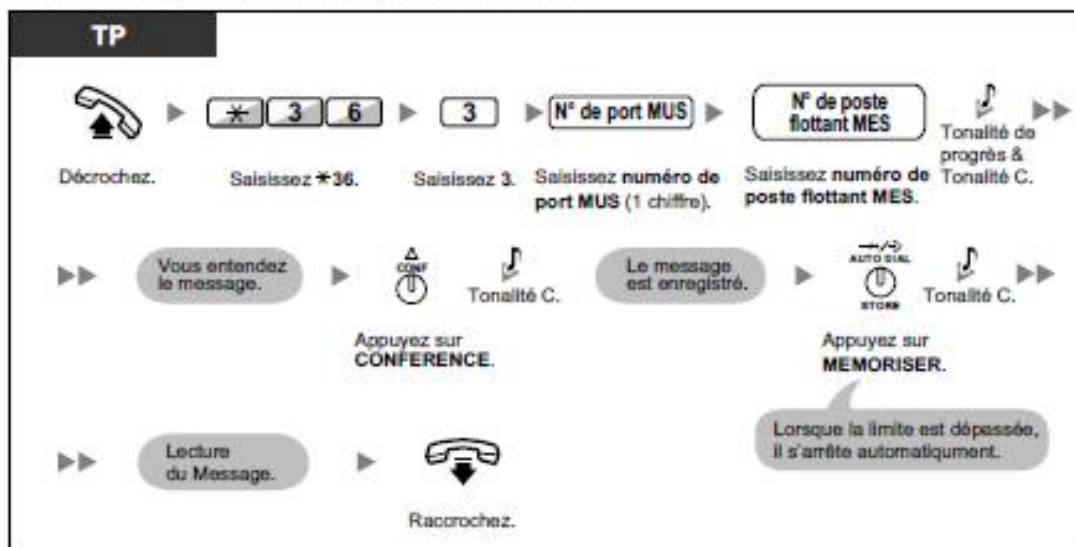 TP
* 3 6
3
N° de port MUS
N° de poste
flottant MES
Tonalité de
progrès &
Tonalité C.
Décrochez.
Saisissez *36.
Saisissez 3.
Saisissez numéro de
port MUS (1 chiffre).
Saisissez numéro de
poste flottant MES.
Vous entendez
le message.
CONF
Tonalité C.
Le message
est enregistré.
AUTO DIAL
STORE
Tonalité C.
Appuyez sur
CONFERENCE.
Appuyez sur
MEMORISER.
Lorsque la limite est dépassée,
il s'arrête automatiqument.
Lecture
du Message.
Raccrochez.